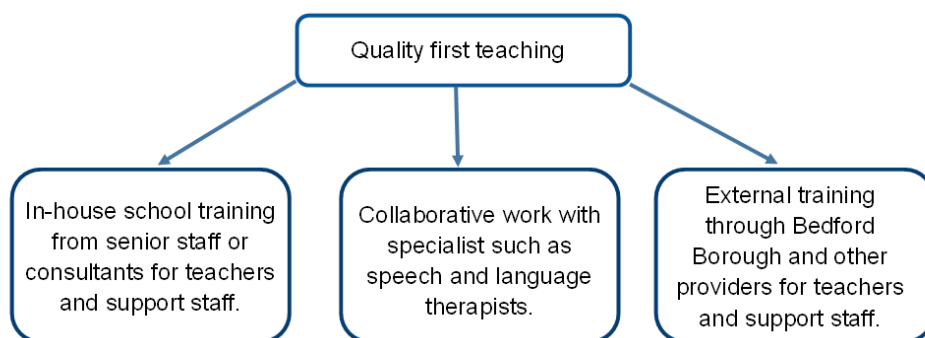 Quality first teaching
In-house school training
from senior staff or
consultants for teachers
and support staff.
Collaborative work with
specialist such as
speech and language
therapists.
External training
through Bedford
Borough and other
providers for teachers
and support staff.